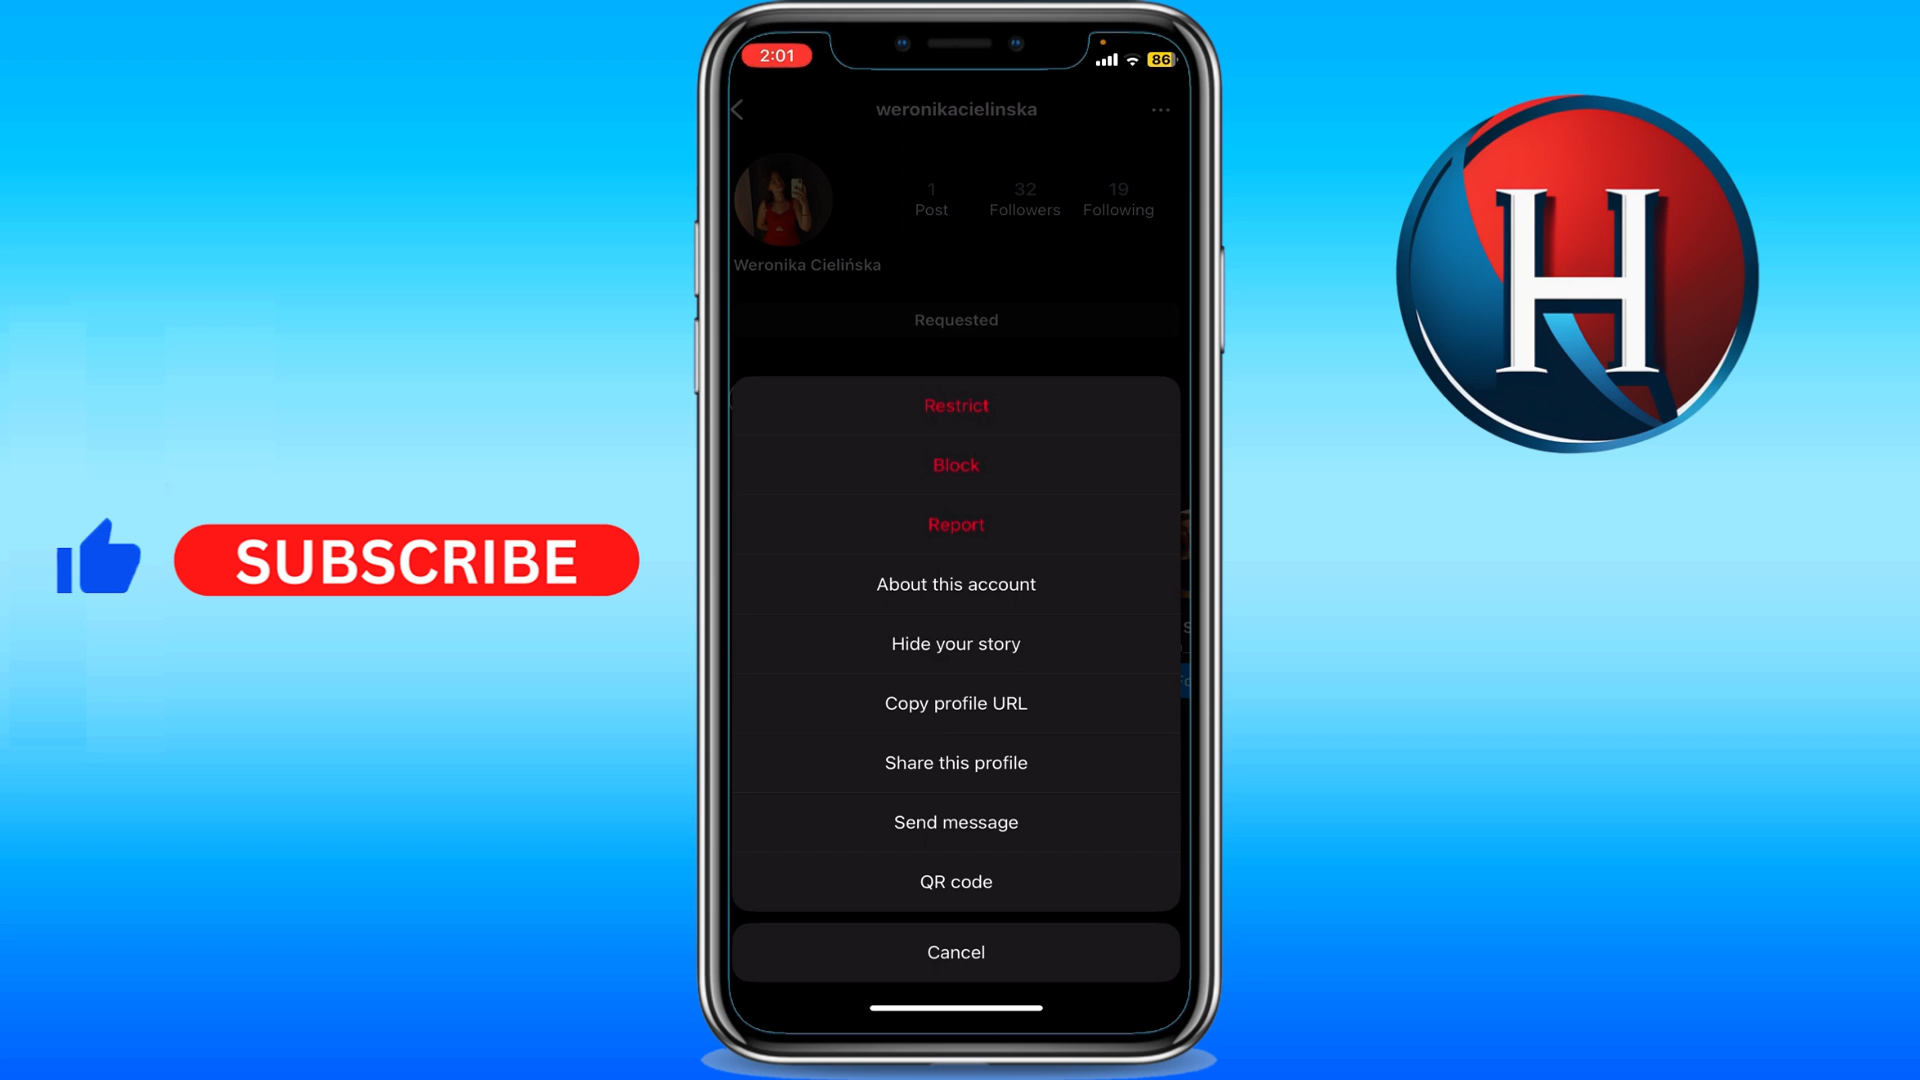 2:01
86
weronikacielinska
1 32 19
Post Followers Following
Weronika Cielińska
Requested
Restrict
Block
Report
About this account
Hide your story
Copy profile URL
Share this profile
Send message
QR code
Cancel
SUBSCRIBE
H